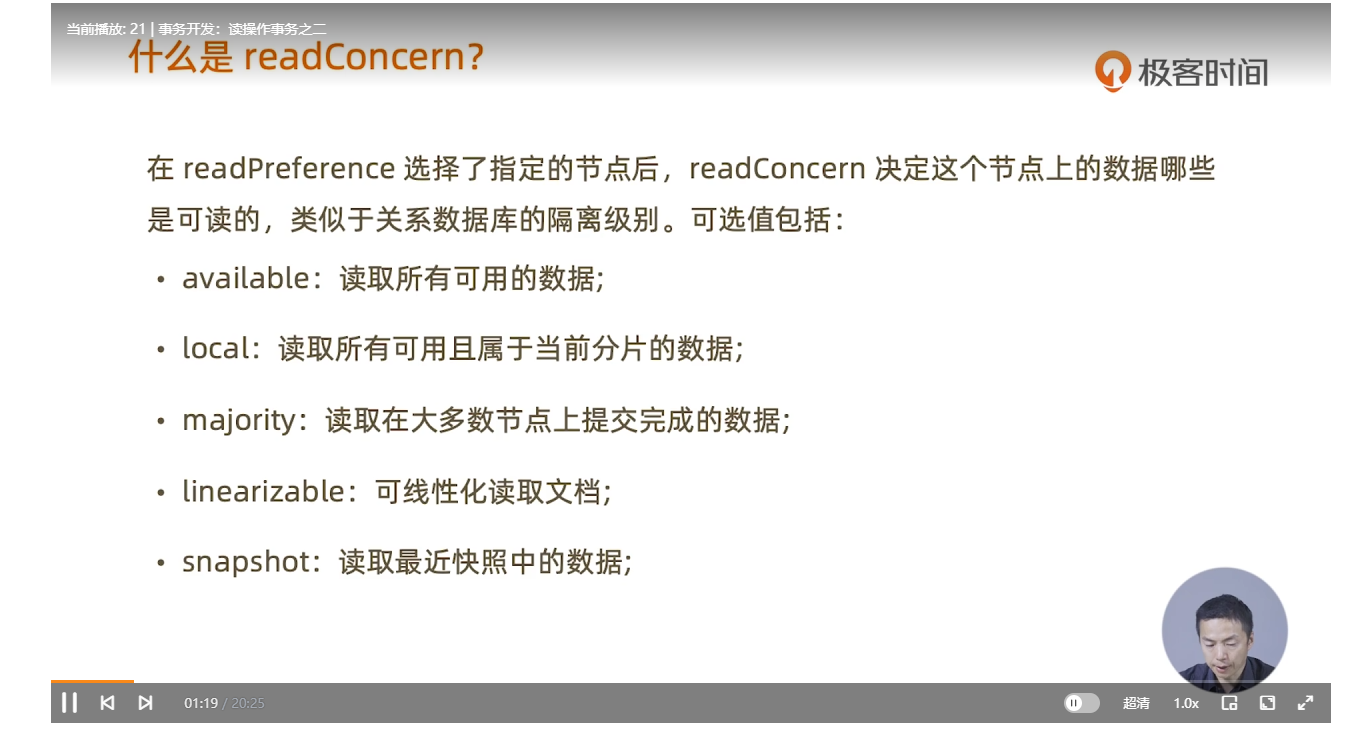 当前播放: 21 | 事务开发：读操作事务之二
什么是 readConcern?
极客时间
在 readPreference 选择了指定的节点后，readConcern 决定这个节点上的数据哪些
是可读的，类似于关系数据库的隔离级别。可选值包括：
• available：读取所有可用的数据;
• local：读取所有可用且属于当前分片的数据;
• majority：读取在大多数节点上提交完成的数据;
• linearizable：可线性化读取文档;
• snapshot：读取最近快照中的数据;
01:19 / 20:25 超清 1.0x